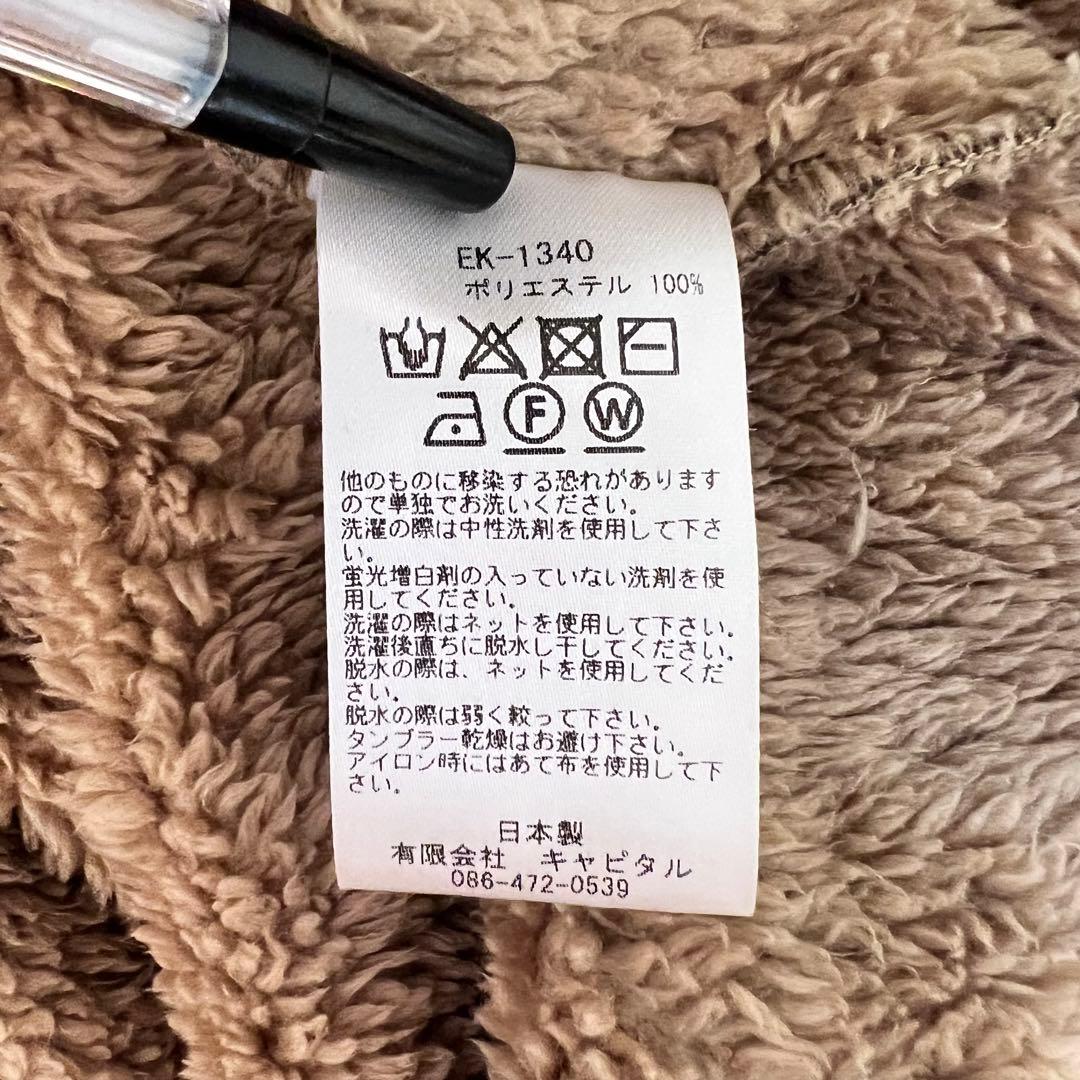 EK-1340
ポリエステル 100%
F W
他のものに移染する恐れがあります
ので単独でお洗いください。
洗濯の際は中性洗剤を使用して下さ
い。
蛍光増白剤の入っていない洗剤を使
用してください。
洗濯の際はネットを使用して下さい。
洗濯後直ちに脱水し干してください。
脱水の際は、ネットを使用してくだ
さい。
脱水の際は弱く絞って下さい。
タンブラー乾燥はお避け下さい。
アイロン時にはあて布を使用して下
さい。
日本製
有限会社 キャピタル
086-472-0539